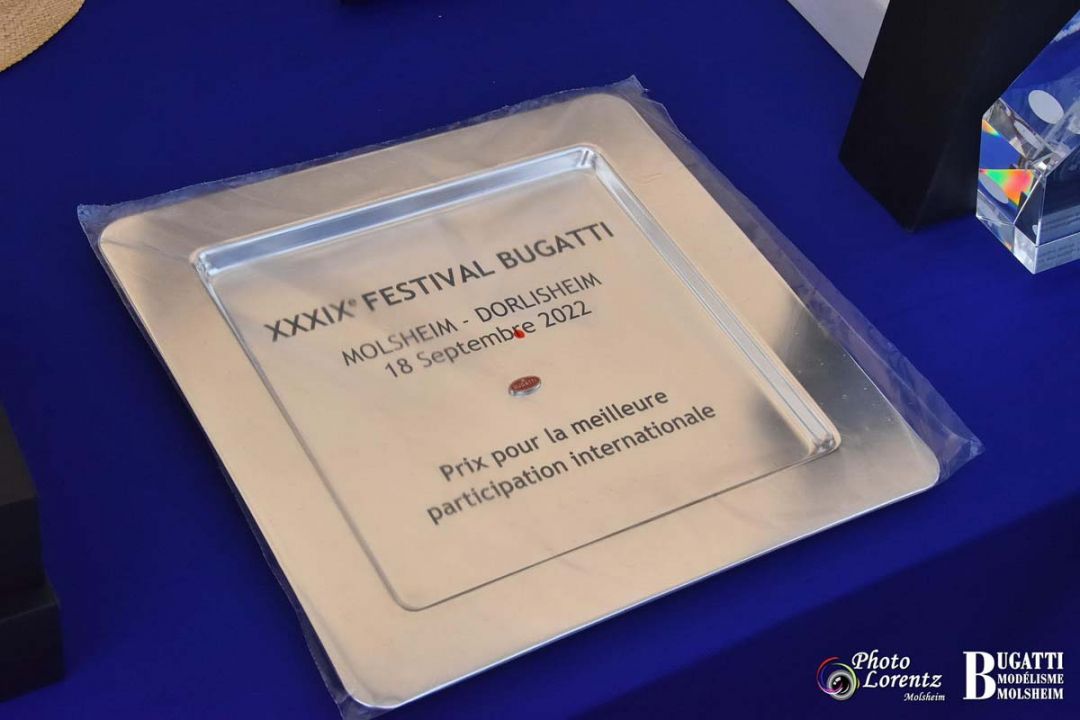 XXXIXe FESTIVAL BUGATTI
MOLSHEIM - DORLISHEIM
18 Septembre 2022
BUGATTI
Prix pour la meilleure
participation internationale
Photo
Lorentz
Molsheim
BUGATTI
MODÉLISME
MOLSHEIM